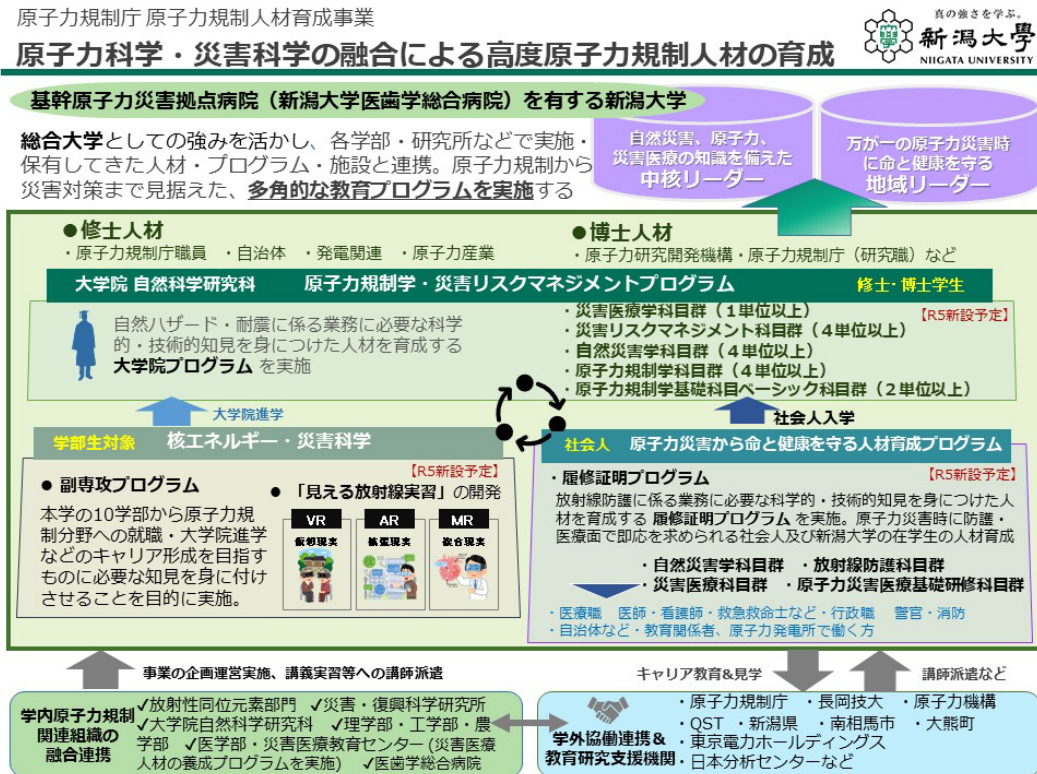 原子力規制庁 原子力規制人材育成事業
原子力科学・災害科学の融合による高度原子力規制人材の育成
真の強さを学ぶ。
新潟大学
NIIGATA UNIVERSITY
基幹原子力災害拠点病院（新潟大学医歯学総合病院）を有する新潟大学
総合大学としての強みを活かし、各学部・研究所などで実施・
保有してきた人材・プログラム・施設と連携。原子力規制から
災害対策まで見据えた、多角的な教育プログラムを実施する
自然災害、原子力、
災害医療の知識を備えた
中核リーダー
万が一の原子力災害時
に命と健康を守る
地域リーダー
●修士人材
・原子力規制庁職員 ・自治体 ・発電関連 ・原子力産業
●博士人材
・原子力研究開発機構・原子力規制庁（研究職）など
大学院 自然科学研究科 原子力規制学・災害リスクマネジメントプログラム 修士・博士学生
自然ハザード・耐震に係る業務に必要な科学
的・技術的知見を身につけた人材を育成する
大学院プログラム を実施
・災害医療学科目群（１単位以上）
【R5新設予定】
・災害リスクマネジメント科目群（４単位以上）
・自然災害学科目群（４単位以上）
・原子力規制学科目群（４単位以上）
・原子力規制学基礎科目ベーシック科目群（２単位以上）
大学院進学
社会人入学
学部生対象 核エネルギー・災害科学
【R5新設予定】
● 副専攻プログラム
本学の10学部から原子力規
制分野への就職・大学院進学
などのキャリア形成を目指す
ものに必要な知見を身に付け
させることを目的に実施。
● 「見える放射線実習」の開発
VR
仮想現実
AR
拡張現実
MR
複合現実
社会人 原子力災害から命と健康を守る人材育成プログラム
・履修証明プログラム
【R5新設予定】
放射線防護に係る業務に必要な科学的・技術的知見を身につけた人
材を育成する 履修証明プログラム を実施。原子力災害時に防護・
医療面で即応を求められる社会人及び新潟大学の在学生の人材育成
・自然災害学科目群 ・放射線防護科目群
・災害医療科目群 ・原子力災害医療基礎研修科目群
・医療職 医師・看護師・救急救命士など・行政職 警官・消防
・自治体など・教育関係者、原子力発電所で働く方
事業の企画運営実施、講義実習等への講師派遣
キャリア教育&見学
講師派遣など
学内原子力規制
関連組織の
融合連携
✓放射性同位元素部門 ✓災害・復興科学研究所
✓大学院自然科学研究科 ✓理学部・工学部・農
学部 ✓医学部・災害医療教育センター (災害医療
人材の養成プログラムを実施) ✓医歯学総合病院
学外協働連携＆
教育研究支援機関
・原子力規制庁 ・長岡技大 ・原子力機構
・QST ・新潟県 ・南相馬市 ・大熊町
・東京電力ホールディングス
・日本分析センターなど